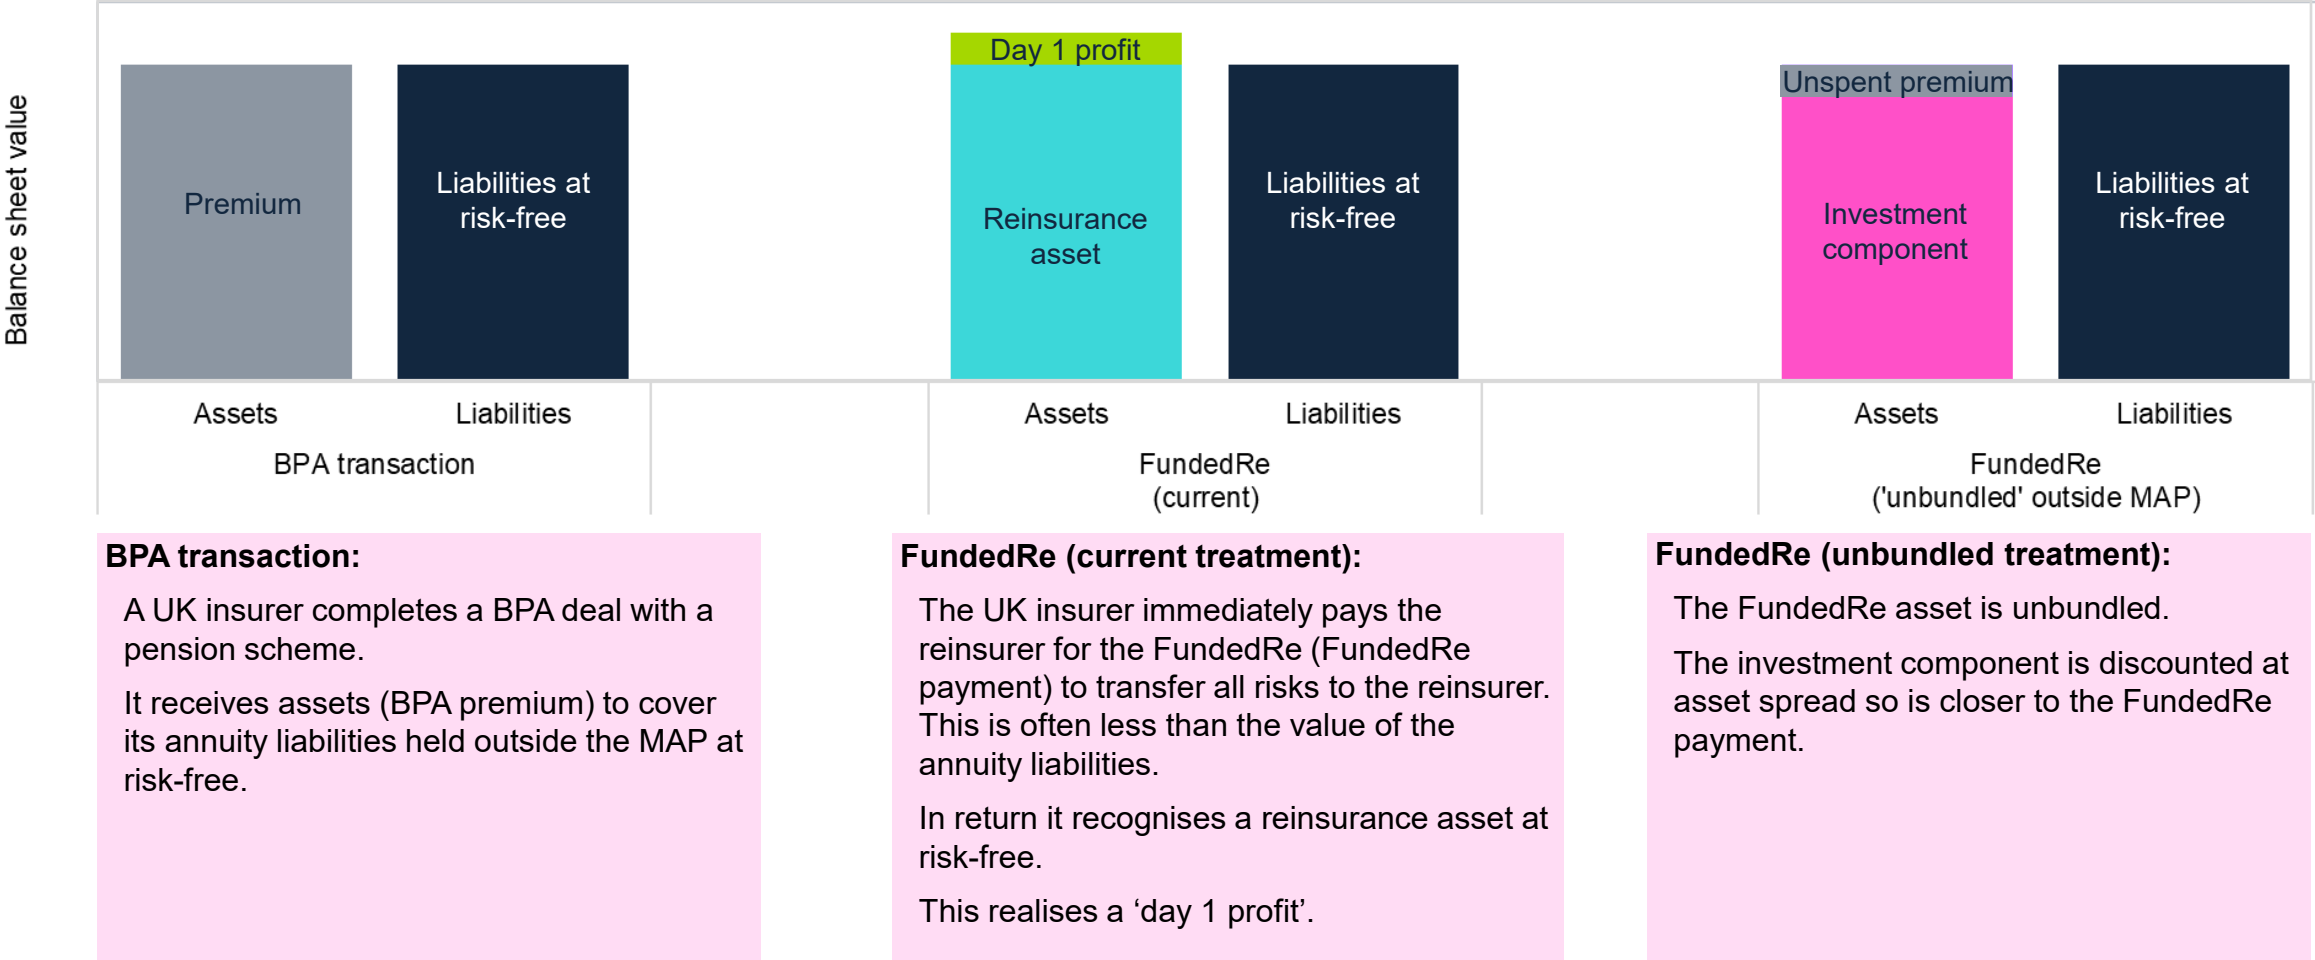 Balance sheet value
Premium
Liabilities at
risk-free
Day 1 profit
Reinsurance
asset
Liabilities at
risk-free
Unspent premium
Investment
component
Liabilities at
risk-free
Assets
Liabilities
Assets
Liabilities
Assets
Liabilities
BPA transaction
FundedRe
(current)
FundedRe
('unbundled' outside MAP)
BPA transaction:
A UK insurer completes a BPA deal with a
pension scheme.
It receives assets (BPA premium) to cover
its annuity liabilities held outside the MAP at
risk-free.
FundedRe (current treatment):
The UK insurer immediately pays the
reinsurer for the FundedRe (FundedRe
payment) to transfer all risks to the reinsurer.
This is often less than the value of the
annuity liabilities.
In return it recognises a reinsurance asset at
risk-free.
This realises a ‘day 1 profit’.
FundedRe (unbundled treatment):
The FundedRe asset is unbundled.
The investment component is discounted at
asset spread so is closer to the FundedRe
payment.